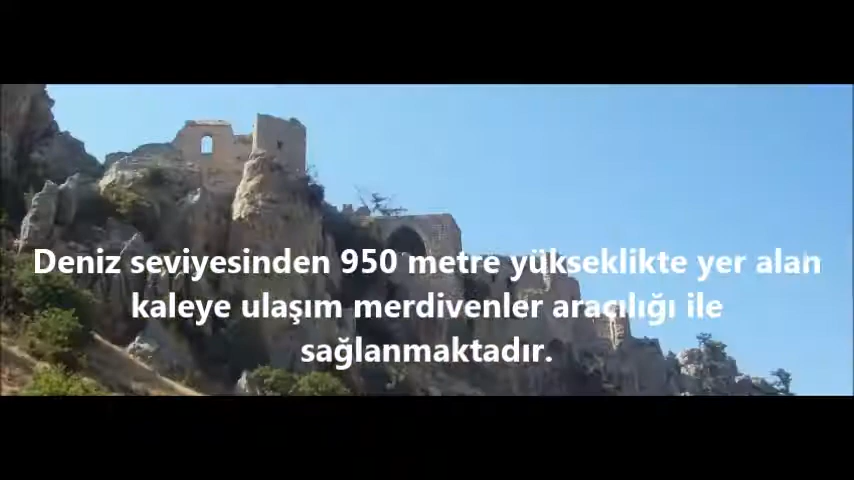 Deniz seviyesinden 950 metre yükseklikte yer alan
kaleye ulaşım merdivenler aracılığı ile
sağlanmaktadır.